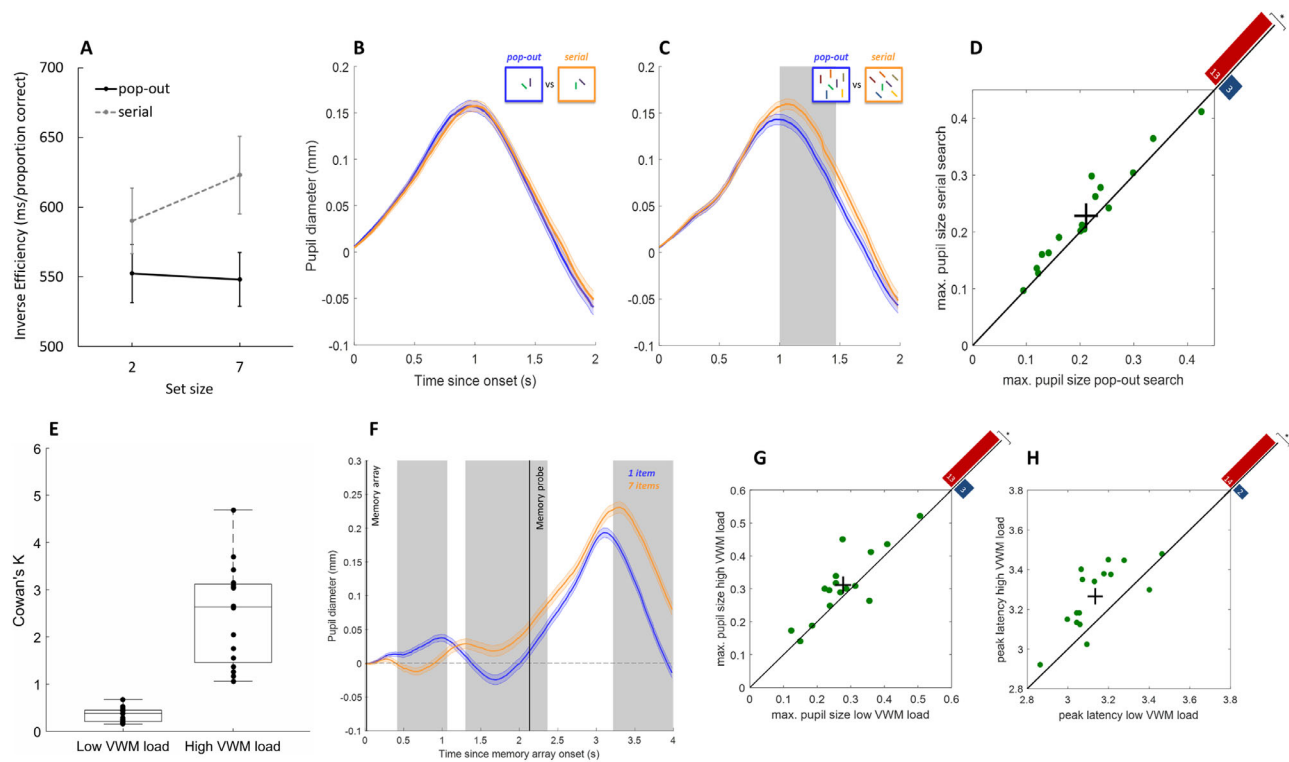 A
Inverse Efficiency (ms/proportion correct)
700
650
600
550
500
pop-out
serial
2
7
Set size
B
pop-out
serial
vs
Pupil diameter (mm)
0.2
0.15
0.1
0.05
0
-0.05
-0.1
0
0.5
1
1.5
2
Time since onset (s)
C
pop-out
serial
vs
0.2
0.15
0.1
0.05
0
-0.05
-0.1
0
0.5
1
1.5
2
D
13
3
*
max. pupil size serial search
0.4
0.3
0.2
0.1
0
0
0.1
0.2
0.3
0.4
max. pupil size pop-out search
E
Cowan's K
6
5
4
3
2
1
0
Low VWM load
High VWM load
F
Memory array
Memory probe
1 item
7 items
Pupil diameter (mm)
0.3
0.25
0.2
0.15
0.1
0.05
0
-0.05
-0.1
0
0.5
1
1.5
2
2.5
3
3.5
4
Time since memory array onset (s)
G
3
*
max. pupil size high VWM load
0.6
0.5
0.4
0.3
0.2
0.1
0
0
0.1
0.2
0.3
0.4
0.5
0.6
max. pupil size low VWM load
H
2
*
peak latency high VWM load
3.8
3.6
3.4
3.2
3
2.8
2.8
3
3.2
3.4
3.6
3.8
peak latency low VWM load